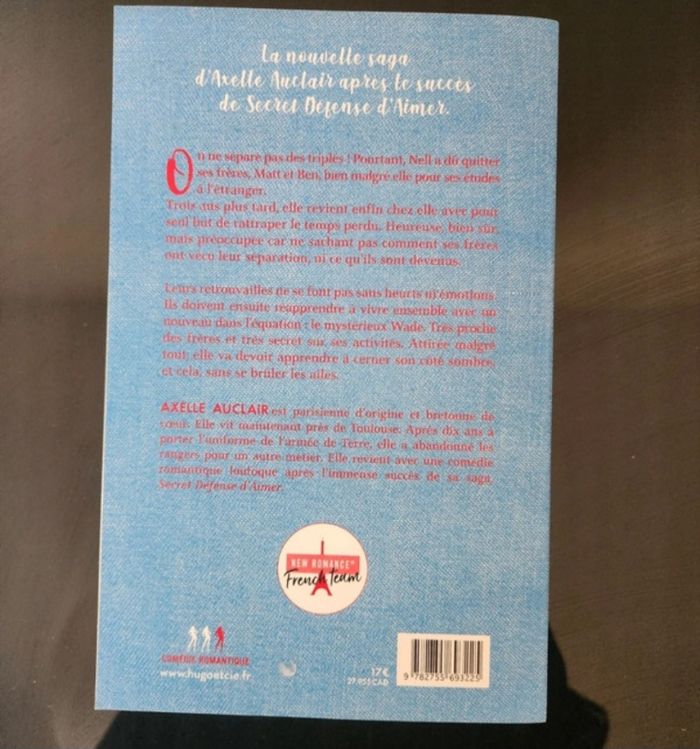 La nouvelle saga
d'Axelle Auclair après le succès
de Secret Défense d'Aimer.
On ne sépare pas des triplés ! Pourtant, Nell a dû quitter
ses frères, Matt et Ben, bien malgré elle pour ses études
à l'étranger.
Trois ans plus tard, elle revient enfin chez elle avec pour
seul but de rattraper le temps perdu. Heureuse, bien sûr,
mais préoccupée car ne sachant pas comment ses frères
ont vécu leur séparation, ni ce qu'ils sont devenus.
Leurs retrouvailles ne se font pas sans heurts ni émotions.
Ils doivent ensuite réapprendre à vivre ensemble avec un
nouveau dans l'équation : le mystérieux Wade. Très proche
des frères et très secret sur ses activités. Attirée malgré
tout, elle va devoir apprendre à cerner son côté sombre,
et cela, sans se brûler les ailes.
AXELLE AUCLAIR est parisienne d'origine et bretonne de
cœur. Elle vit maintenant près de Toulouse. Après dix ans à
porter l'uniforme de l'armée de Terre, elle a abandonné les
rangers pour un autre métier. Elle revient avec une comédie
romantique loufoque après l'immense succès de sa saga
Secret Défense d'Aimer.
NEW ROMANCE®
French team
COMÉDIE ROMANTIQUE
www.hugoetcie.fr
17€
27.95$ CAD
9 782755 693225